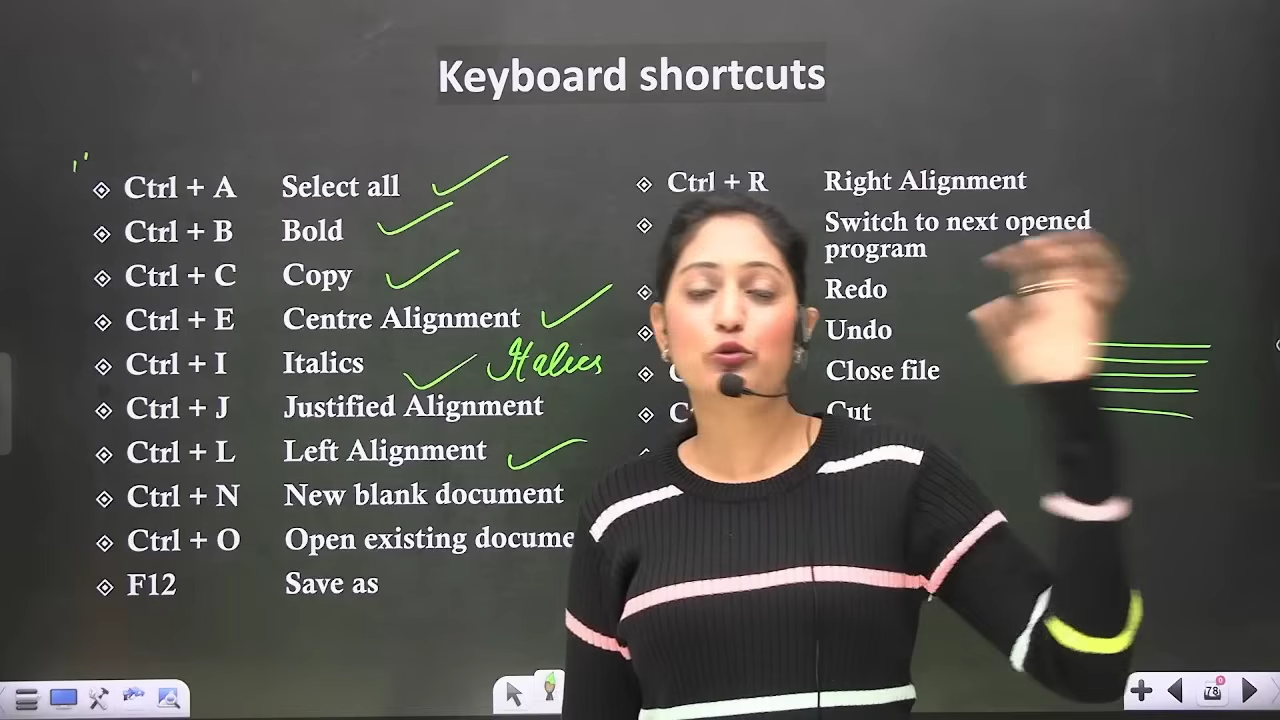 Keyboard shortcuts
Ctrl + A Select all
Ctrl + B Bold
Ctrl + C Copy
Ctrl + E Centre Alignment
Ctrl + I Italics Italics
Ctrl + J Justified Alignment
Ctrl + L Left Alignment
Ctrl + N New blank document
Ctrl + O Open existing docume
F12 Save as
Ctrl + R Right Alignment
Switch to next opened
program
Redo
Undo
Close file
C Cut
78
0